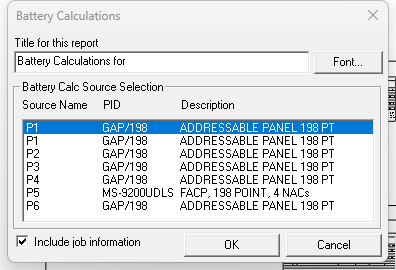 Battery Calculations
Title for this report
Battery Calculations for
Font...
Battery Calc Source Selection
Source Name PID Description
P1 GAP/198 ADDRESSABLE PANEL 198 PT
P1 GAP/198 ADDRESSABLE PANEL 198 PT
P2 GAP/198 ADDRESSABLE PANEL 198 PT
P3 GAP/198 ADDRESSABLE PANEL 198 PT
P4 GAP/198 ADDRESSABLE PANEL 198 PT
P5 MS-9200UDLS FACP, 198 POINT, 4 NACs
P6 GAP/198 ADDRESSABLE PANEL 198 PT
Include job information
OK
Cancel